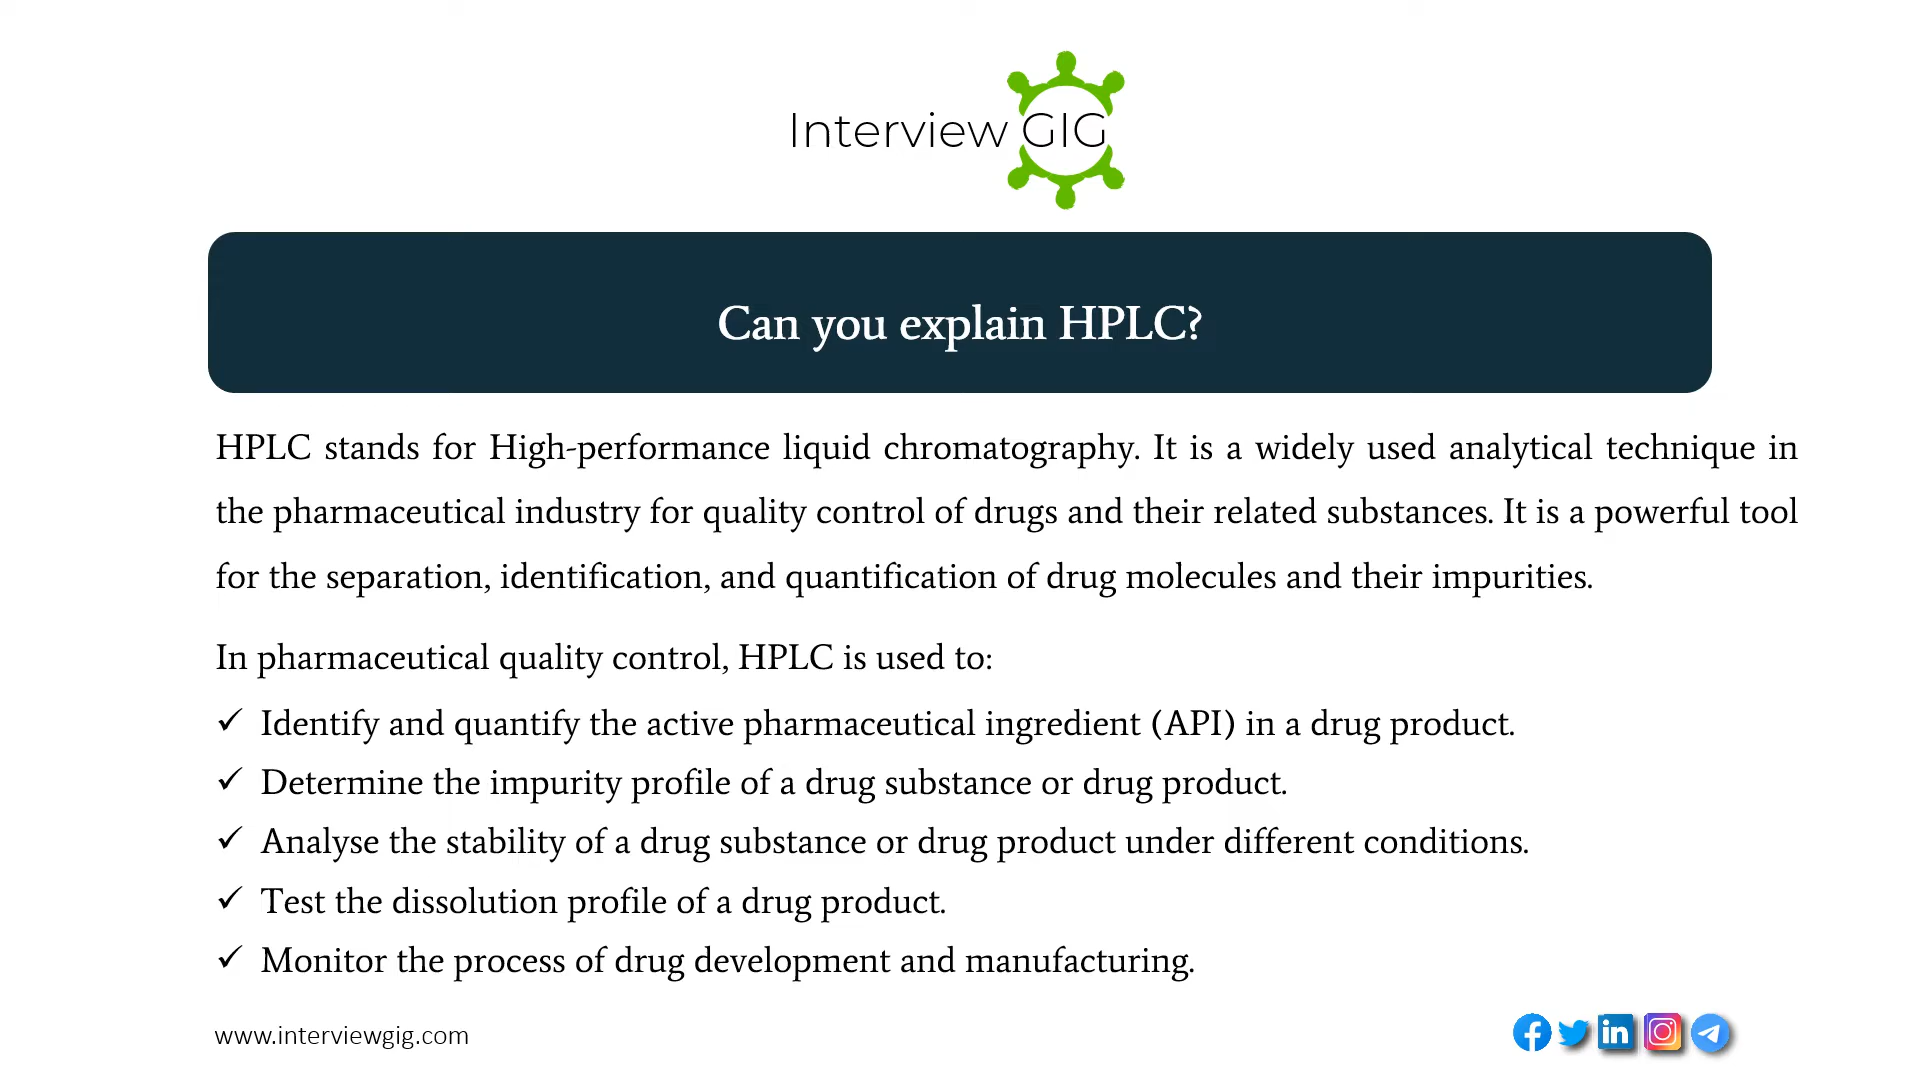 Interview GIG
Can you explain HPLC?
HPLC stands for High-performance liquid chromatography. It is a widely used analytical technique in
the pharmaceutical industry for quality control of drugs and their related substances. It is a powerful tool
for the separation, identification, and quantification of drug molecules and their impurities.
In pharmaceutical quality control, HPLC is used to:
✓ Identify and quantify the active pharmaceutical ingredient (API) in a drug product.
✓ Determine the impurity profile of a drug substance or drug product.
✓ Analyse the stability of a drug substance or drug product under different conditions.
✓ Test the dissolution profile of a drug product.
✓ Monitor the process of drug development and manufacturing.
www.interviewgig.com